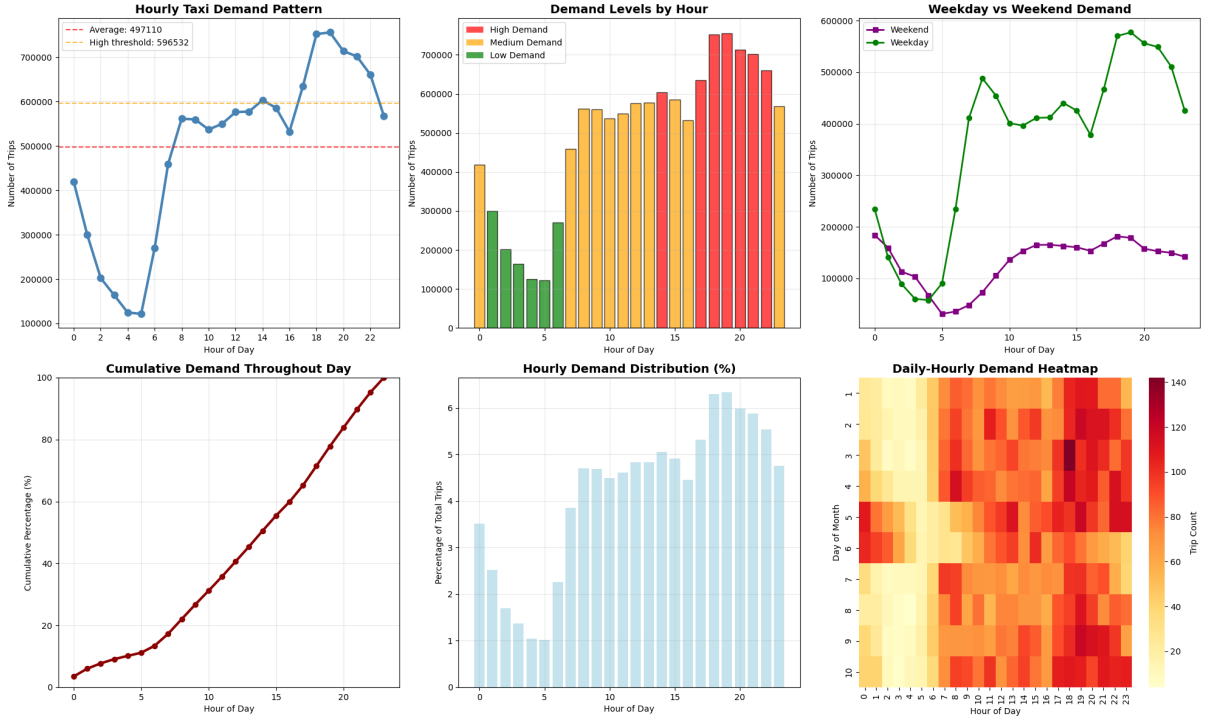 Hourly Taxi Demand Pattern
Average: 497110
High threshold: 596532
Number of Trips
700000
600000
500000
400000
300000
200000
100000
0 2 4 6 8 10 12 14 16 18 20 22
Hour of Day
Demand Levels by Hour
High Demand
Medium Demand
Low Demand
Number of Trips
700000
600000
500000
400000
300000
200000
100000
0
0 5 10 15 20
Hour of Day
Weekday vs Weekend Demand
Weekend
Weekday
Number of Trips
600000
500000
400000
300000
200000
100000
0 5 10 15 20
Hour of Day
Cumulative Demand Throughout Day
Cumulative Percentage (%)
100
80
60
40
20
0
0 5 10 15 20
Hour of Day
Hourly Demand Distribution (%)
Percentage of Total Trips
6
5
4
3
2
1
0
0 5 10 15 20
Hour of Day
Daily-Hourly Demand Heatmap
Day of Month
1
2
3
4
5
6
7
8
9
10
0 1 2 3 4 5 6 7 8 9 10 11 12 13 14 15 16 17 18 19 20 21 22 23
Hour of Day
140
120
100
80
60
40
20
Trip Count